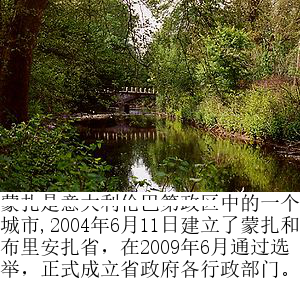 蒙扎是意大利伦巴第政区中的一个
城市,2004年6月11日建立了蒙扎和
布里安扎省，在2009年6月通过选
举，正式成立省政府各行政部门。